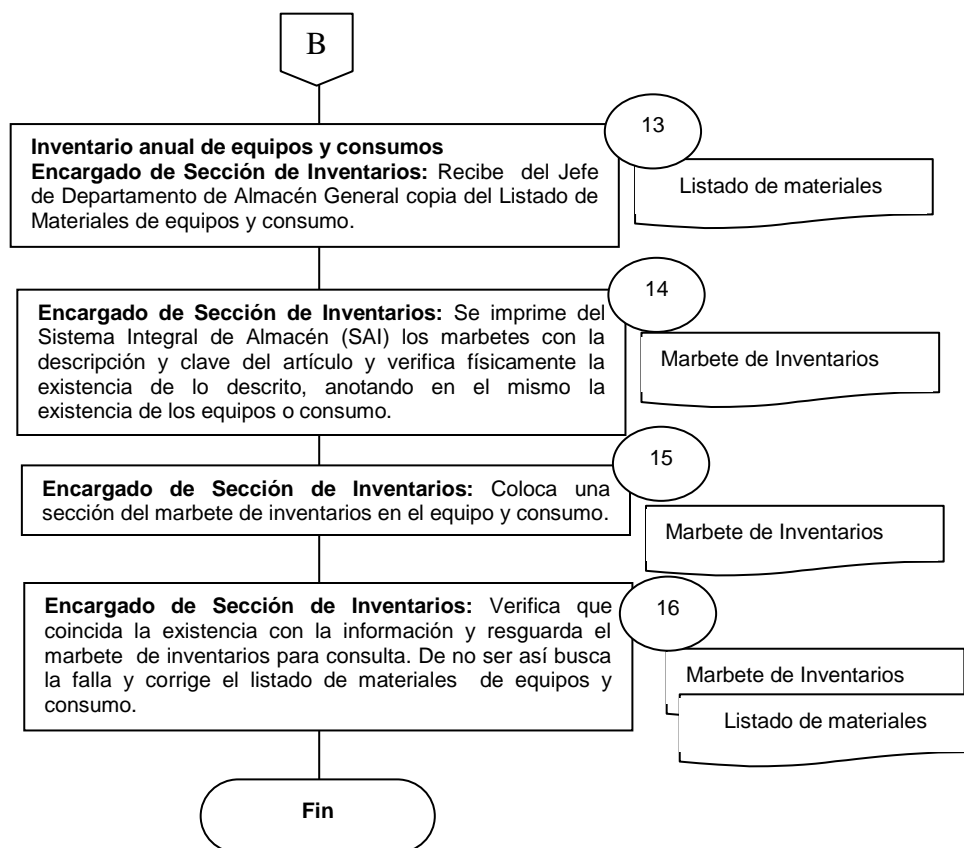 B
13
Inventario anual de equipos y consumos
Encargado de Sección de Inventarios: Recibe del Jefe
de Departamento de Almacén General copia del Listado de
Materiales de equipos y consumo.
Listado de materiales
14
Encargado de Sección de Inventarios: Se imprime del
Sistema Integral de Almacén (SAI) los marbetes con la
descripción y clave del artículo y verifica físicamente la
existencia de lo descrito, anotando en el mismo la
existencia de los equipos o consumo.
Marbete de Inventarios
15
Encargado de Sección de Inventarios: Coloca una
sección del marbete de inventarios en el equipo y consumo.
Marbete de Inventarios
16
Encargado de Sección de Inventarios: Verifica que
coincida la existencia con la información y resguarda el
marbete de inventarios para consulta. De no ser así busca
la falla y corrige el listado de materiales de equipos y
consumo.
Marbete de Inventarios
Listado de materiales
Fin